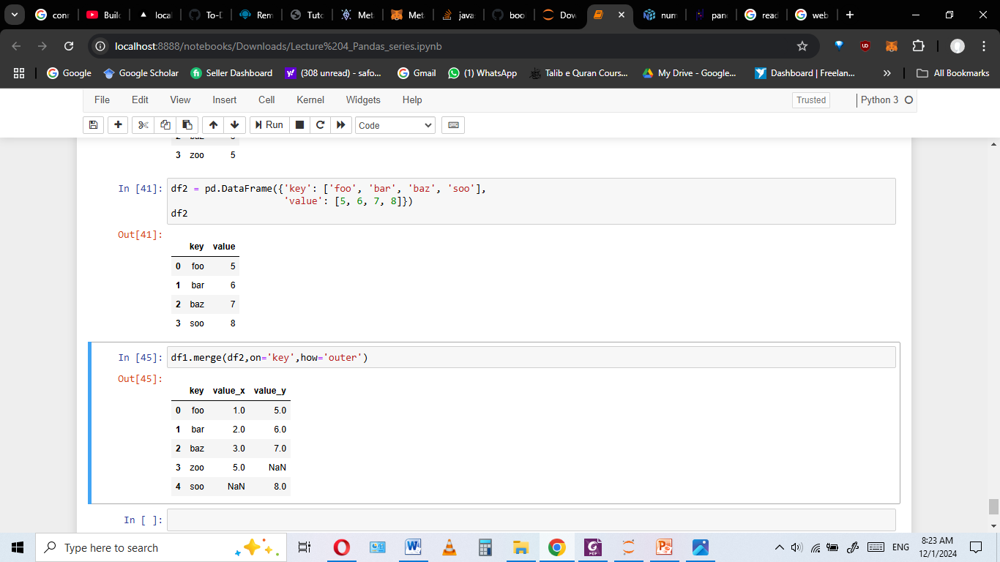 conn
Builc
local
To-D
Rem
Tuto
Met
Met
java
boo
Dow
num
pan
read
web
localhost:8888/notebooks/Downloads/Lecture%204_Pandas_series.ipynb
Google
Google Scholar
Seller Dashboard
(308 unread) - safo...
Gmail
(1) WhatsApp
Talib e Quran Cours...
My Drive - Google...
Dashboard | Freelan...
»
All Bookmarks
File Edit View Insert Cell Kernel Widgets Help
Trusted
Python 3
Run
Code
3 zoo 5
In [41]: df2 = pd.DataFrame({'key': ['foo', 'bar', 'baz', 'soo'],
'value': [5, 6, 7, 8]})
df2
Out[41]:
key value
0 foo 5
1 bar 6
2 baz 7
3 soo 8
In [45]: df1.merge(df2,on='key',how='outer')
Out[45]:
key value_x value_y
0 foo 1.0 5.0
1 bar 2.0 6.0
2 baz 3.0 7.0
3 zoo 5.0 NaN
4 soo NaN 8.0
In [ ]:
Type here to search
ENG
8:23 AM
12/1/2024